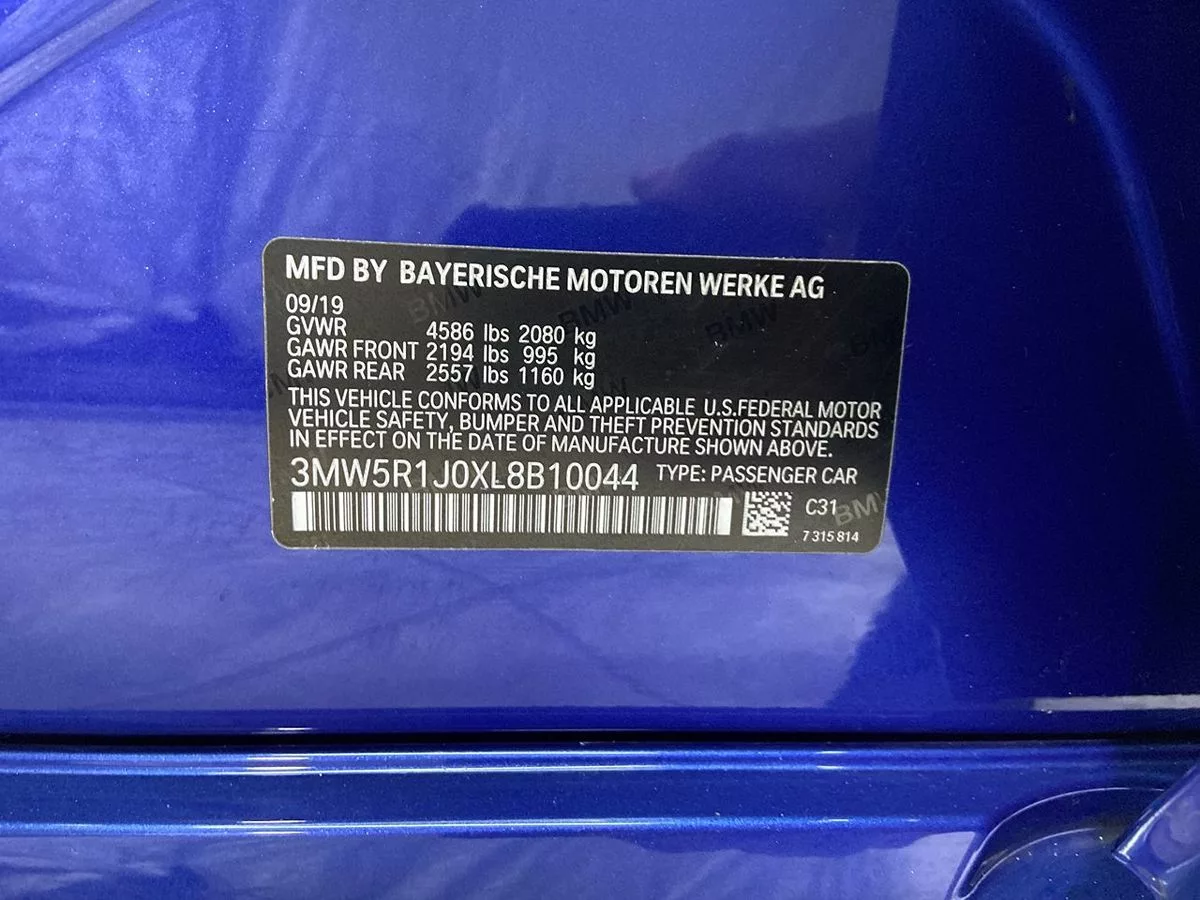 MFD BY BAYERISCHE MOTOREN WERKE AG
09/19
GVWR 4586 lbs 2080 kg
GAWR FRONT 2194 lbs 995 kg
GAWR REAR 2557 lbs 1160 kg
THIS VEHICLE CONFORMS TO ALL APPLICABLE U.S.FEDERAL MOTOR
VEHICLE SAFETY, BUMPER AND THEFT PREVENTION STANDARDS
IN EFFECT ON THE DATE OF MANUFACTURE SHOWN ABOVE.
3MW5R1J0XL8B10044 TYPE: PASSENGER CAR
C31
7 315 814